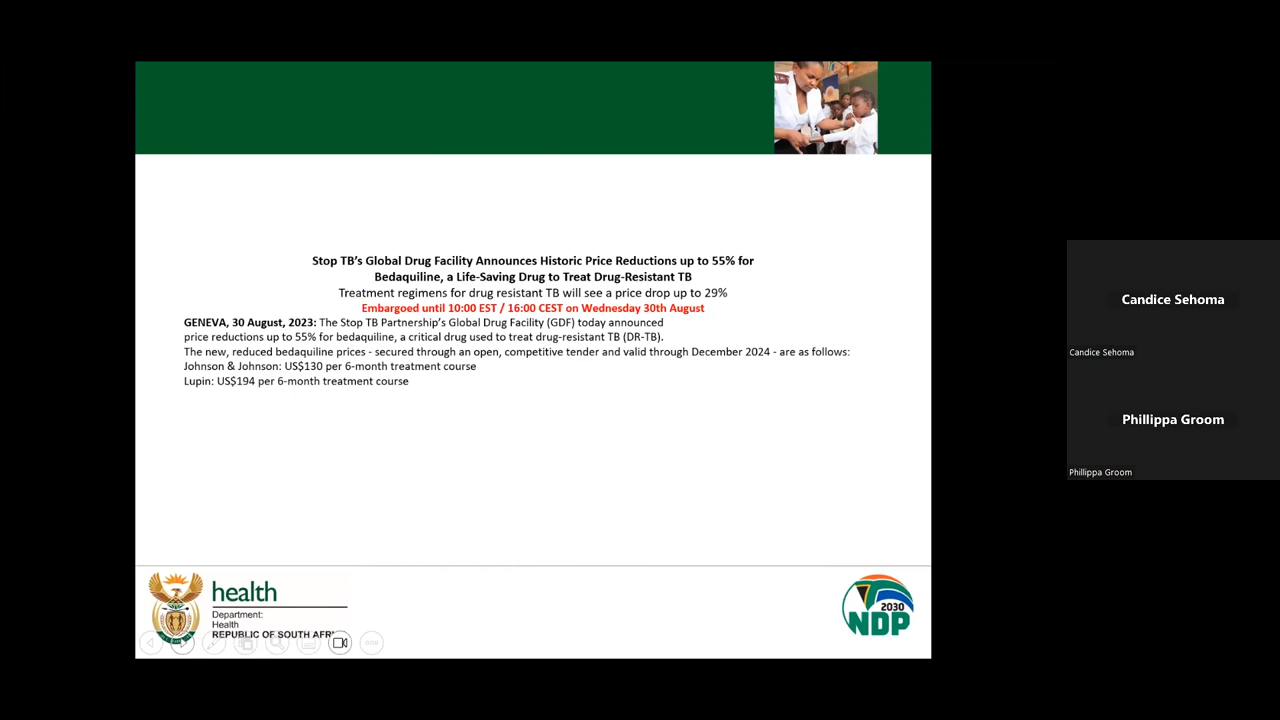 Stop TB’s Global Drug Facility Announces Historic Price Reductions up to 55% for
Bedaquiline, a Life-Saving Drug to Treat Drug-Resistant TB
Treatment regimens for drug resistant TB will see a price drop up to 29%
Embargoed until 10:00 EST / 16:00 CEST on Wednesday 30th August
GENEVA, 30 August, 2023: The Stop TB Partnership’s Global Drug Facility (GDF) today announced
price reductions up to 55% for bedaquiline, a critical drug used to treat drug-resistant TB (DR-TB).
The new, reduced bedaquiline prices - secured through an open, competitive tender and valid through December 2024 - are as follows:
Johnson & Johnson: US$130 per 6-month treatment course
Lupin: US$194 per 6-month treatment course
health
Department:
Health
REPUBLIC OF SOUTH AFRI
2030
NDP
Candice Sehoma
Candice Sehoma
Phillippa Groom
Phillippa Groom